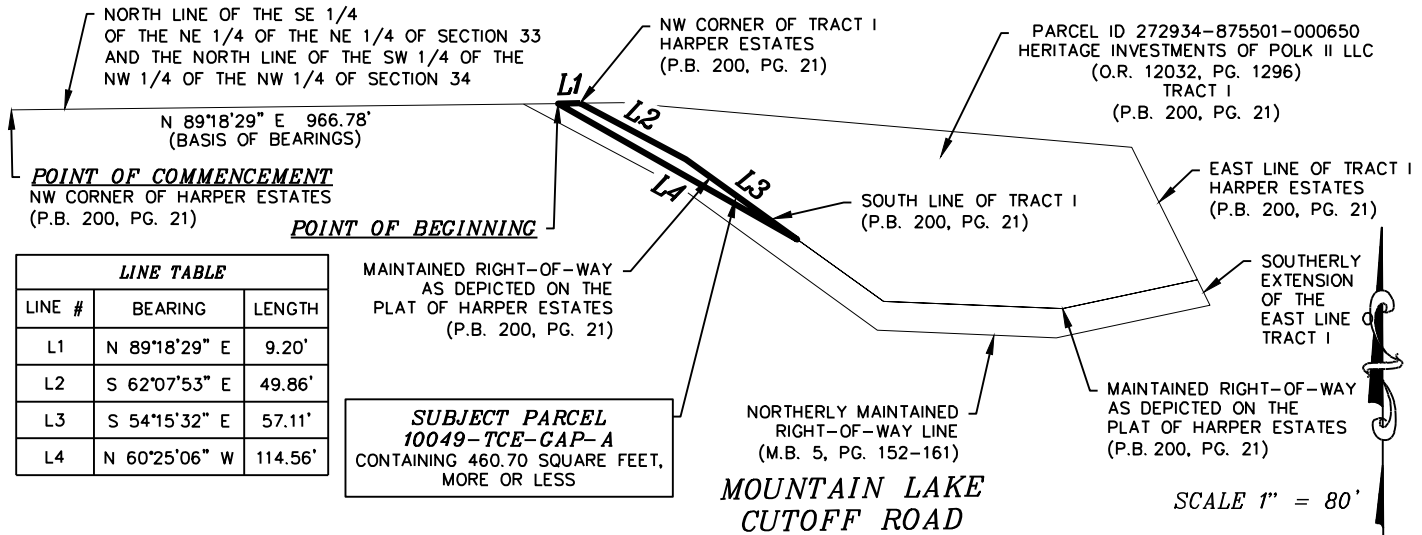 NORTH LINE OF THE SE 1/4
OF THE NE 1/4 OF THE NE 1/4 OF SECTION 33
AND THE NORTH LINE OF THE SW 1/4 OF THE
NW 1/4 OF THE NW 1/4 OF SECTION 34
NW CORNER OF TRACT I
HARPER ESTATES
(P.B. 200, PG. 21)
PARCEL ID 272934-875501-000650
HERITAGE INVESTMENTS OF POLK II LLC
(O.R. 12032, PG. 1296)
TRACT I
(P.B. 200, PG. 21)
L1
L2
L3
L4
N 89°18'29" E 966.78'
(BASIS OF BEARINGS)
POINT OF COMMENCEMENT
NW CORNER OF HARPER ESTATES
(P.B. 200, PG. 21)
POINT OF BEGINNING
SOUTH LINE OF TRACT I
(P.B. 200, PG. 21)
EAST LINE OF TRACT I
HARPER ESTATES
(P.B. 200, PG. 21)
LINE TABLE
LINE # BEARING LENGTH
L1 N 89°18'29" E 9.20'
L2 S 62°07'53" E 49.86'
L3 S 54°15'32" E 57.11'
L4 N 60°25'06" W 114.56'
MAINTAINED RIGHT-OF-WAY
AS DEPICTED ON THE
PLAT OF HARPER ESTATES
(P.B. 200, PG. 21)
SOUTHERLY
EXTENSION
OF THE
EAST LINE O
TRACT I
SUBJECT PARCEL
10049-TCE-GAP-A
CONTAINING 460.70 SQUARE FEET,
MORE OR LESS
NORTHERLY MAINTAINED
RIGHT-OF-WAY LINE
(M.B. 5, PG. 152-161)
MAINTAINED RIGHT-OF-WAY
AS DEPICTED ON THE
PLAT OF HARPER ESTATES
(P.B. 200, PG. 21)
MOUNTAIN LAKE
CUTOFF ROAD
SCALE 1" = 80'